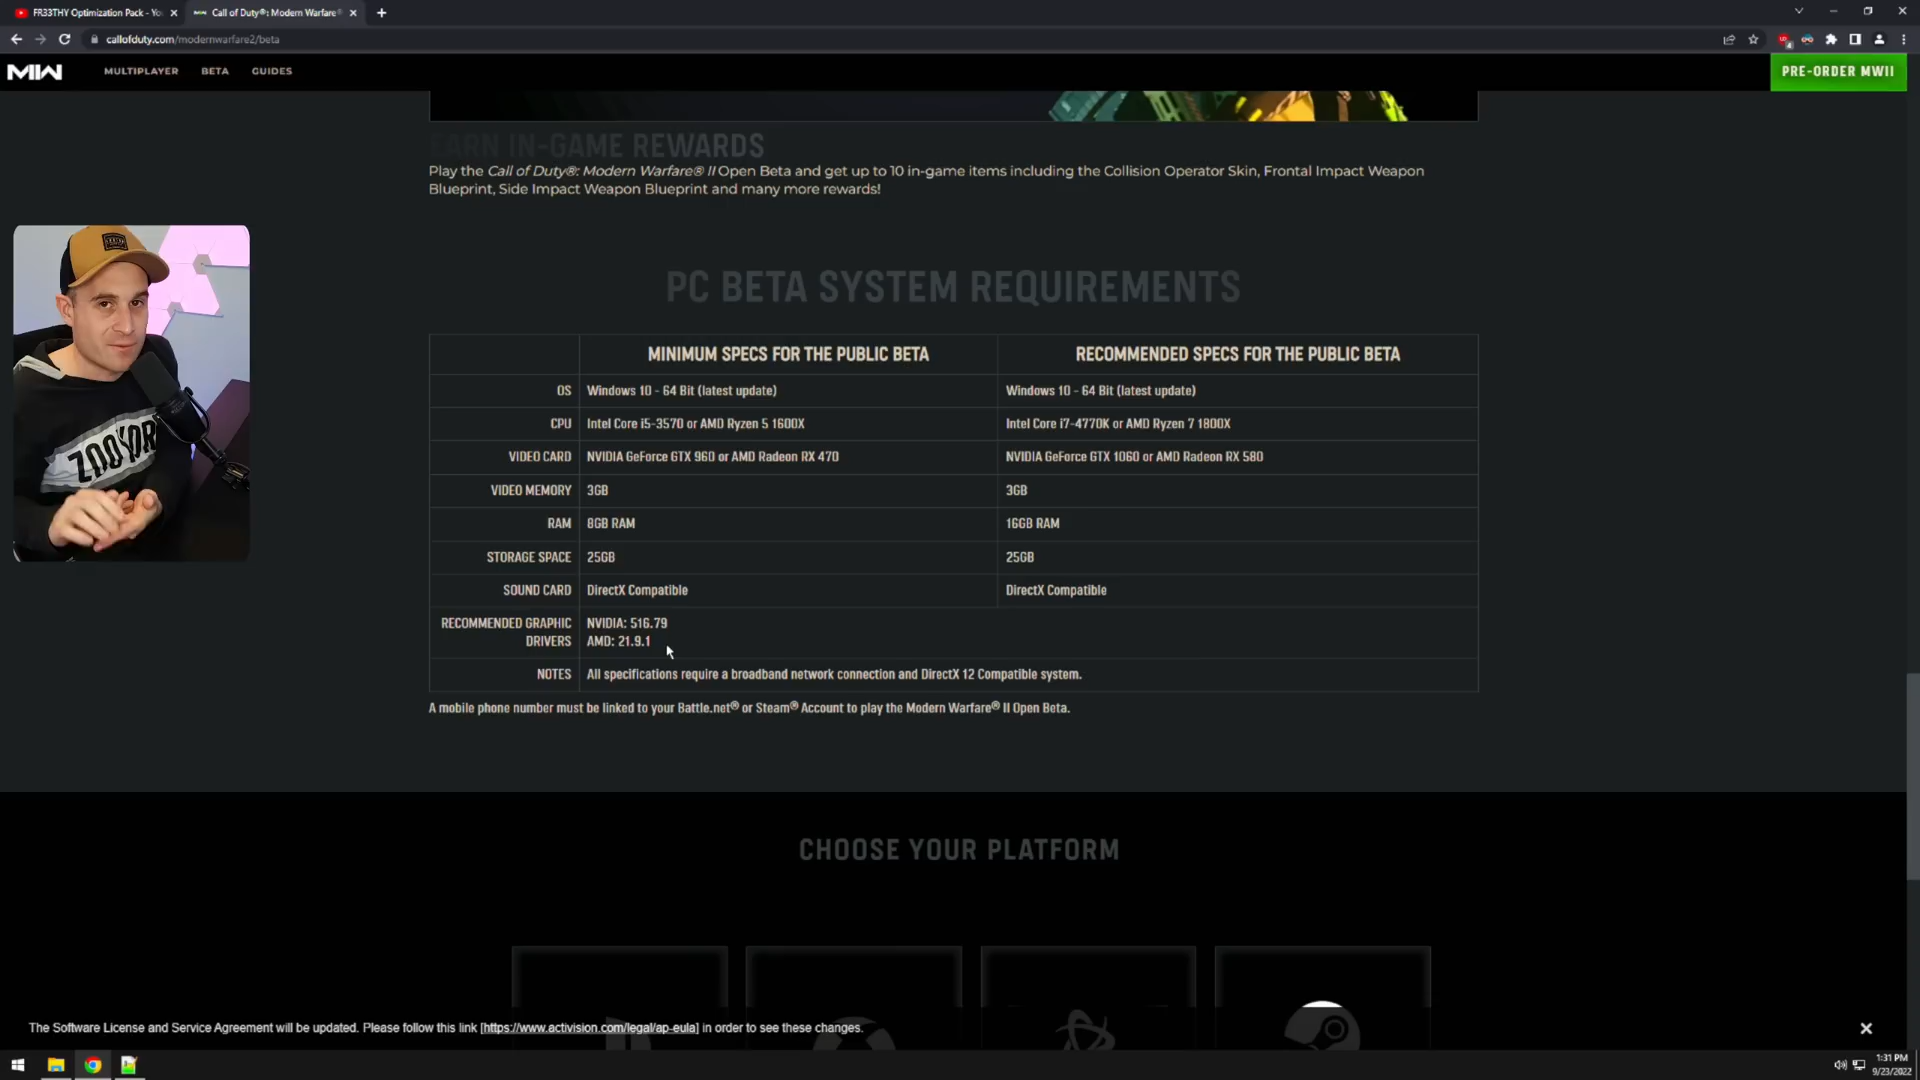 FR33THY Optimization Pack - Yo
Call of Duty®: Modern Warfare®
callofduty.com/modernwarfare2/beta
MW
MULTIPLAYER
BETA
GUIDES
PRE-ORDER MWII
EARN IN-GAME REWARDS
Play the Call of Duty®: Modern Warfare® II Open Beta and get up to 10 in-game items including the Collision Operator Skin, Frontal Impact Weapon
Blueprint, Side Impact Weapon Blueprint and many more rewards!
ZOO YORK
PC BETA SYSTEM REQUIREMENTS
MINIMUM SPECS FOR THE PUBLIC BETA RECOMMENDED SPECS FOR THE PUBLIC BETA
OS Windows 10 - 64 Bit (latest update) Windows 10 - 64 Bit (latest update)
CPU Intel Core i5-3570 or AMD Ryzen 5 1600X Intel Core i7-4770K or AMD Ryzen 7 1800X
VIDEO CARD NVIDIA GeForce GTX 960 or AMD Radeon RX 470 NVIDIA GeForce GTX 1060 or AMD Radeon RX 580
VIDEO MEMORY 3GB 3GB
RAM 8GB RAM 16GB RAM
STORAGE SPACE 25GB 25GB
SOUND CARD DirectX Compatible DirectX Compatible
RECOMMENDED GRAPHIC NVIDIA: 516.79
DRIVERS AMD: 21.9.1
NOTES All specifications require a broadband network connection and DirectX 12 Compatible system.
A mobile phone number must be linked to your Battle.net® or Steam® Account to play the Modern Warfare® II Open Beta.
CHOOSE YOUR PLATFORM
The Software License and Service Agreement will be updated. Please follow this link [https://www.activision.com/legal/ap-eula] in order to see these changes.
1:31 PM
9/23/2022